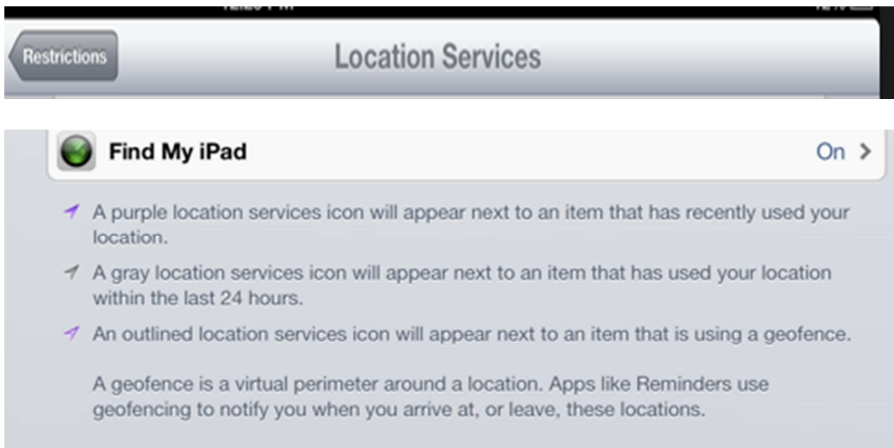 Restrictions
Location Services
Find My iPad
On
A purple location services icon will appear next to an item that has recently used your
location.
A gray location services icon will appear next to an item that has used your location
within the last 24 hours.
An outlined location services icon will appear next to an item that is using a geofence.
A geofence is a virtual perimeter around a location. Apps like Reminders use
geofencing to notify you when you arrive at, or leave, these locations.